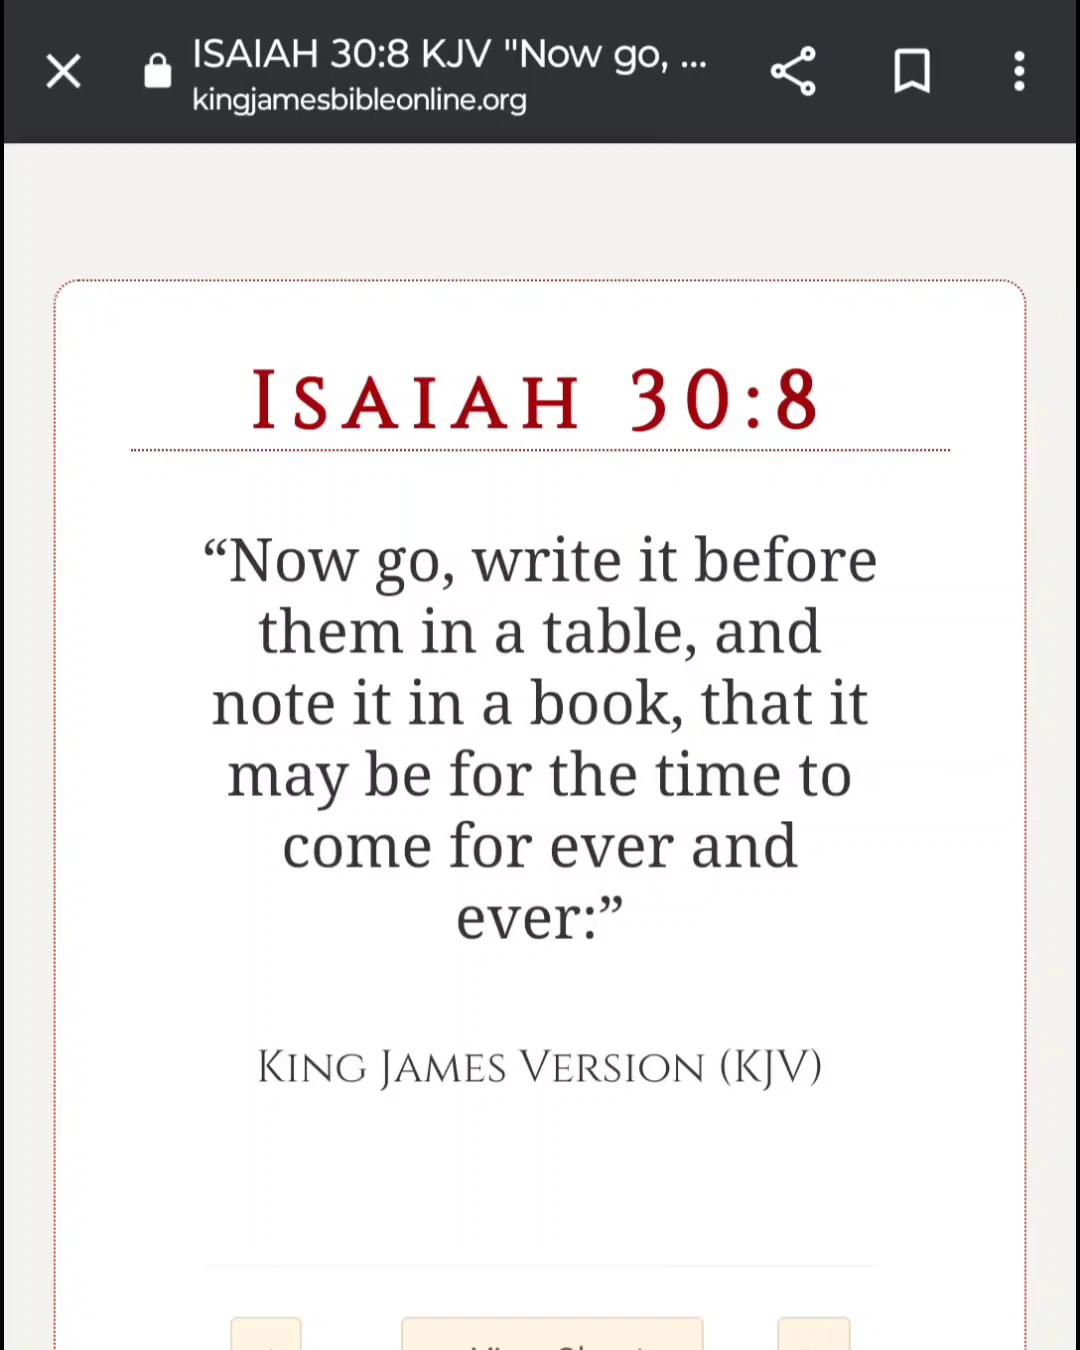 ISAIAH 30:8 KJV "Now go, ...
kingjamesbibleonline.org
ISAIAH 30:8
“Now go, write it before
them in a table, and
note it in a book, that it
may be for the time to
come for ever and
ever:”
KING JAMES VERSION (KJV)